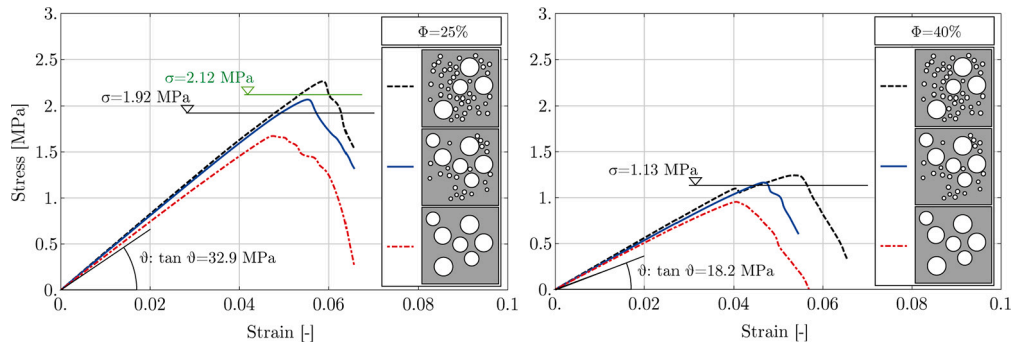 3.
2.5
2
1.5
1
0.5
0.
Stress [MPa]
σ=2.12 MPa
σ=1.92 MPa
ϑ: tan ϑ=32.9 MPa
Φ=25%
0. 0.02 0.04 0.06 0.08 0.1
Strain [-]
3.
2.5
2
1.5
1
0.5
0.
σ=1.13 MPa
ϑ: tan ϑ=18.2 MPa
Φ=40%
0. 0.02 0.04 0.06 0.08 0.1
Strain [-]